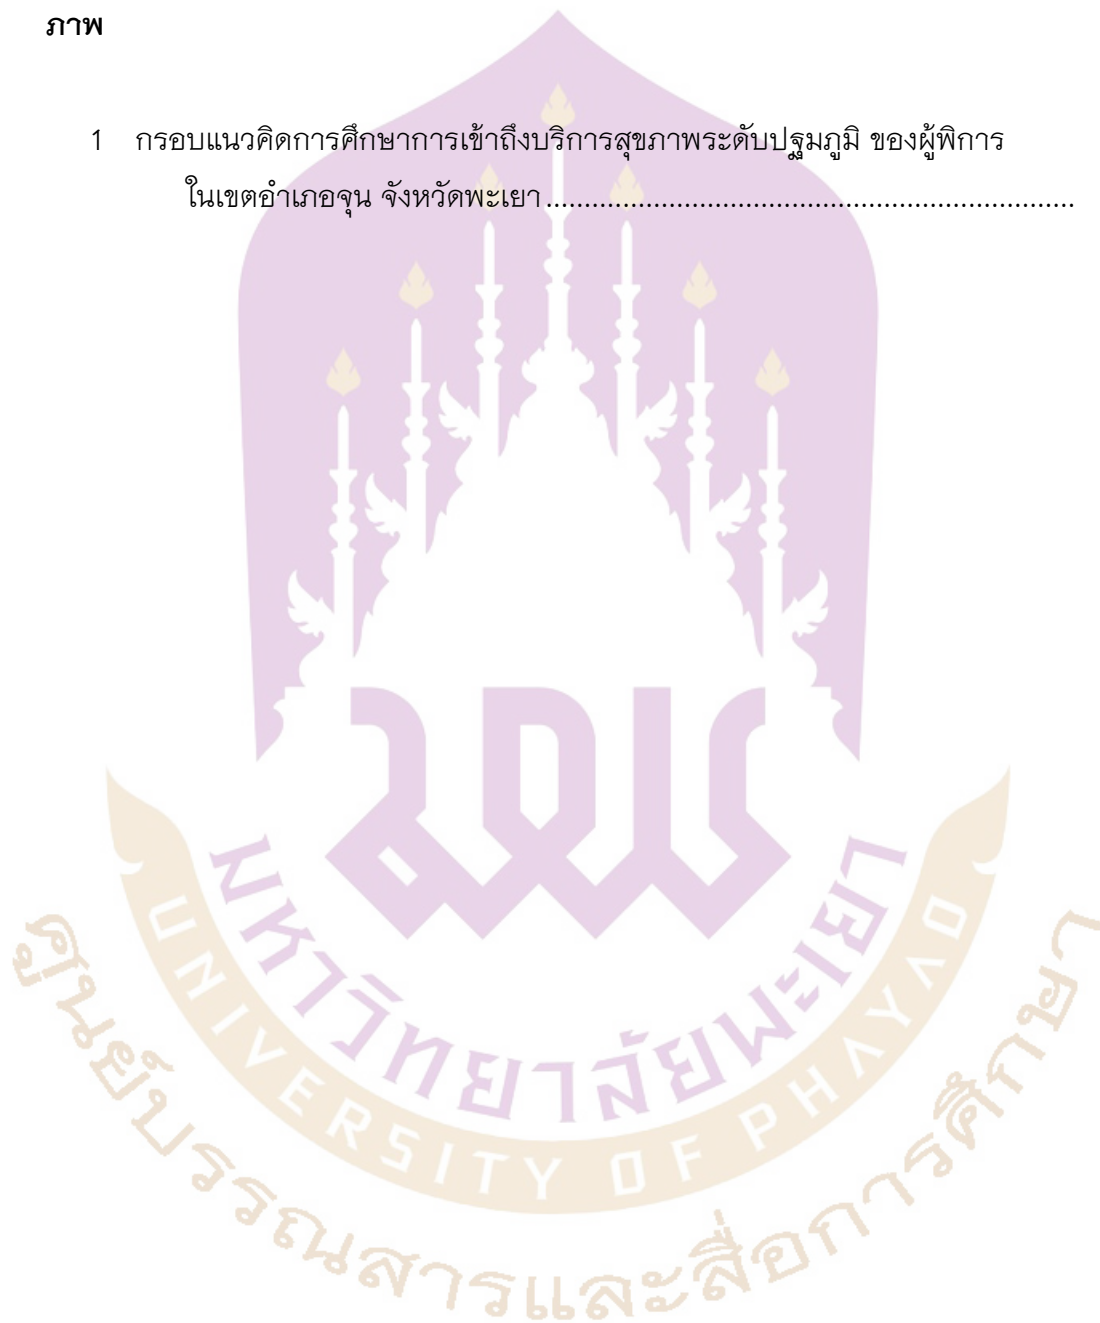 ภาพ
1 กรอบแนวคิดการศึกษาการเข้าถึงบริการสุขภาพระดับปฐมภูมิ ของผู้พิการ
ในเขตอำเภอจุน จังหวัดพะเยา......................................................................
มหาวิทยาลัยพะเยา
UNIVERSITY OF PHAYAO
ศูนย์บรรณสารและสื่อการศึกษา